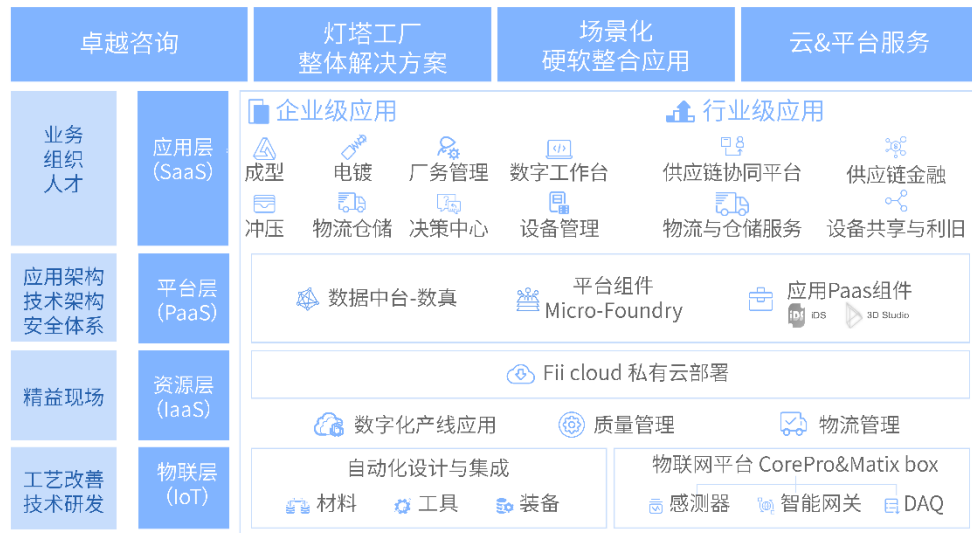 卓越咨询
灯塔工厂
整体解决方案
场景化
硬软整合应用
云&平台服务
业务
组织
人才
应用层
(SaaS)
企业级应用
行业级应用
成型
电镀
厂务管理
数字工作台
供应链协同平台
供应链金融
冲压
物流仓储
决策中心
设备管理
物流与仓储服务
设备共享与利旧
应用架构
技术架构
安全体系
平台层
(PaaS)
数据中台-数真
平台组件
Micro-Foundry
应用Paas组件
iDS
iDS
3D Studio
精益现场
资源层
(IaaS)
Fii cloud 私有云部署
数字化产线应用
质量管理
物流管理
工艺改善
技术研发
物联层
(IoT)
自动化设计与集成
材料
工具
装备
物联网平台 CorePro&Matix box
感测器
智能网关
DAQ